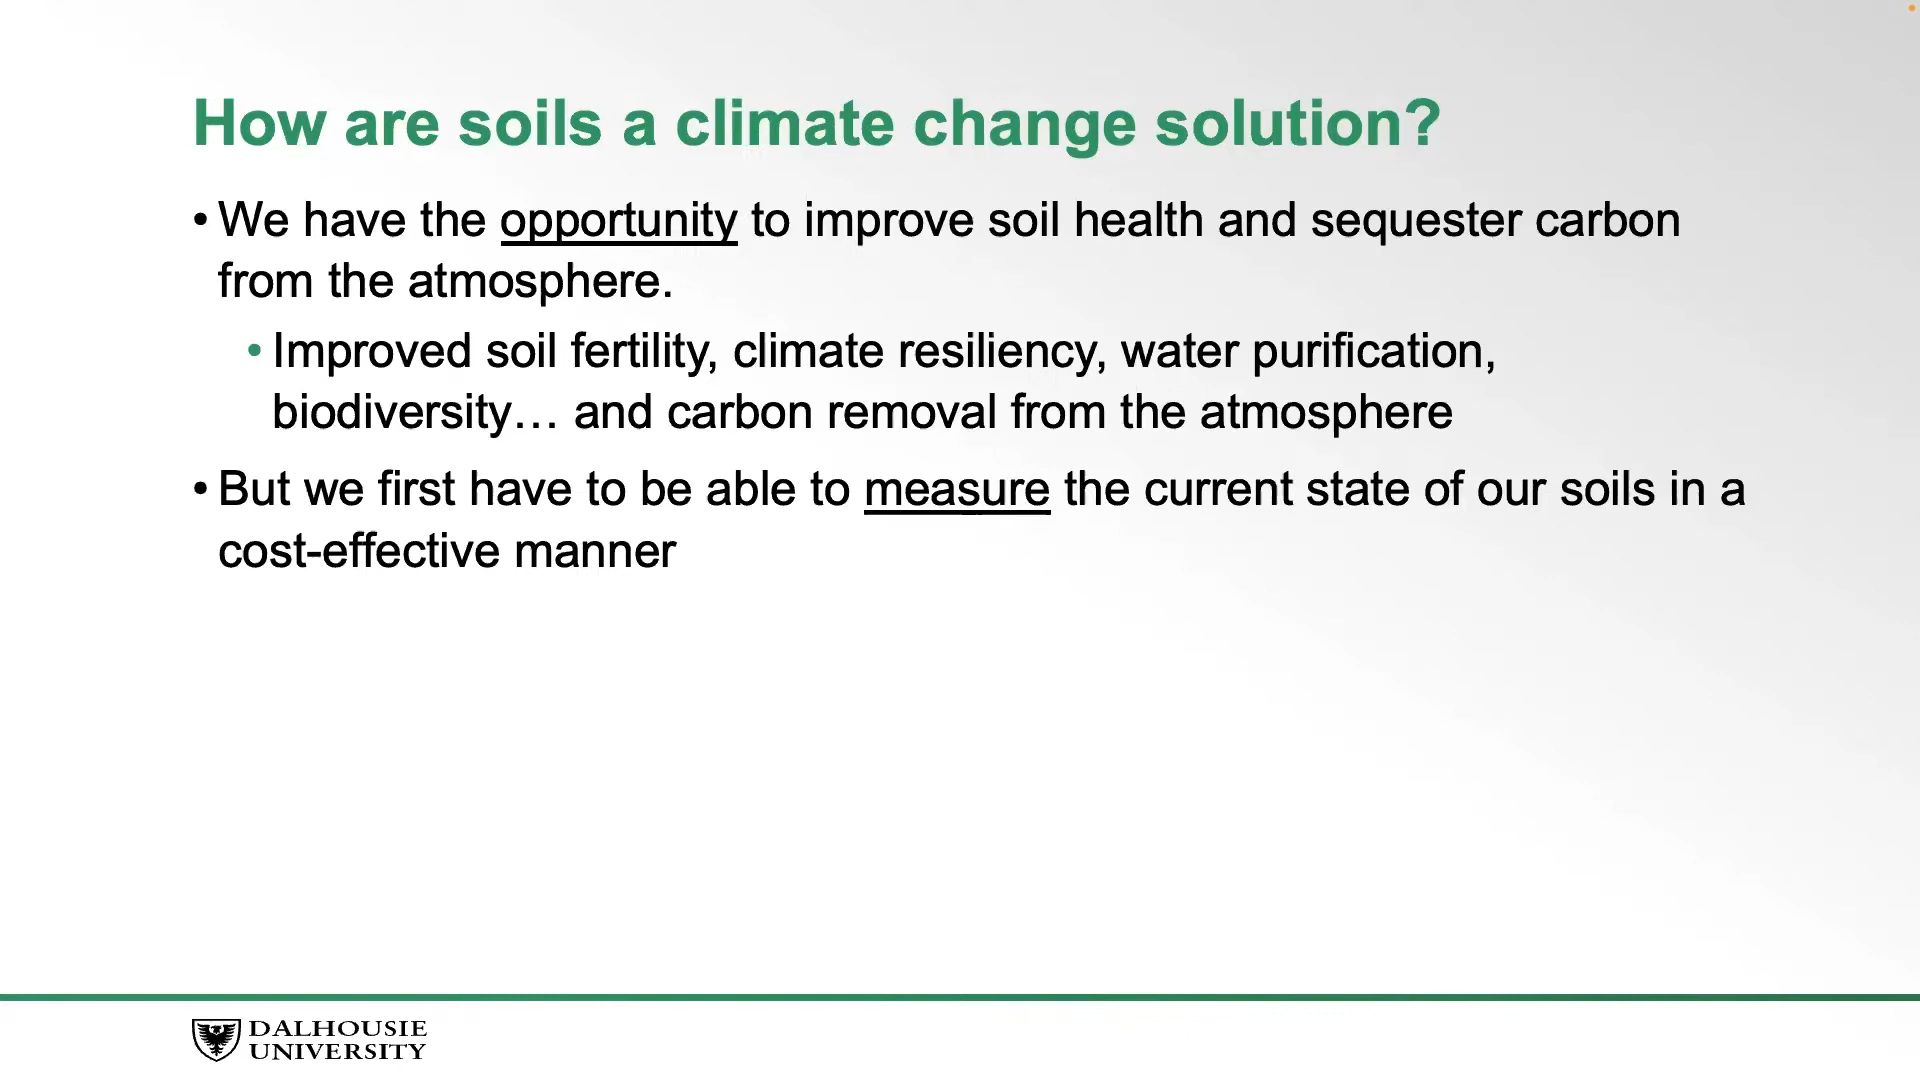 How are soils a climate change solution?
• We have the opportunity to improve soil health and sequester carbon
from the atmosphere.
• Improved soil fertility, climate resiliency, water purification,
biodiversity… and carbon removal from the atmosphere
• But we first have to be able to measure the current state of our soils in a
cost-effective manner
DALHOUSIE
UNIVERSITY